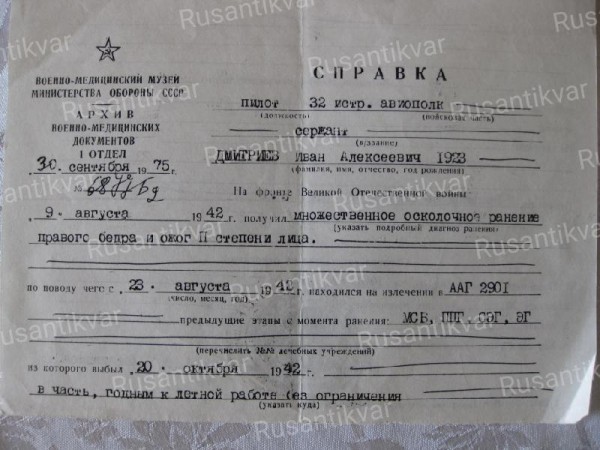 ВОЕННО-МЕДИЦИНСКИЙ МУЗЕЙ
МИНИСТЕРСТВА ОБОРОНЫ СССР
АРХИВ
ВОЕННО-МЕДИЦИНСКИХ
ДОКУМЕНТОВ
1 ОТДЕЛ
30. сентября 1975 г.
№
СПРАВКА
пилот 32 истр. авиополк
(должность) (войсковая часть)
сержант
(звание)
ДМИТРИЕВ Иван Алексеевич 1923
(фамилия, имя, отчество, год рождения)
На фронте Великой Отечественной войны
9. августа 1942 г. получил множественное осколочное ранение
(указать подробный диагноз ранения)
правого бедра и ожог II степени лица.
по поводу чего с 23. августа 1942 г. находился на излечении в ААГ 2901
(число, месяц, год)
предыдущие этапы с момента ранения: МСБ, ППГ, СЭГ, ЭГ
(перечислить №№ лечебных учреждений)
из которого выбыл 20. октября 1942 г.
в часть, годным к летной работе без ограничения
(указать куда)
Rusantikvar